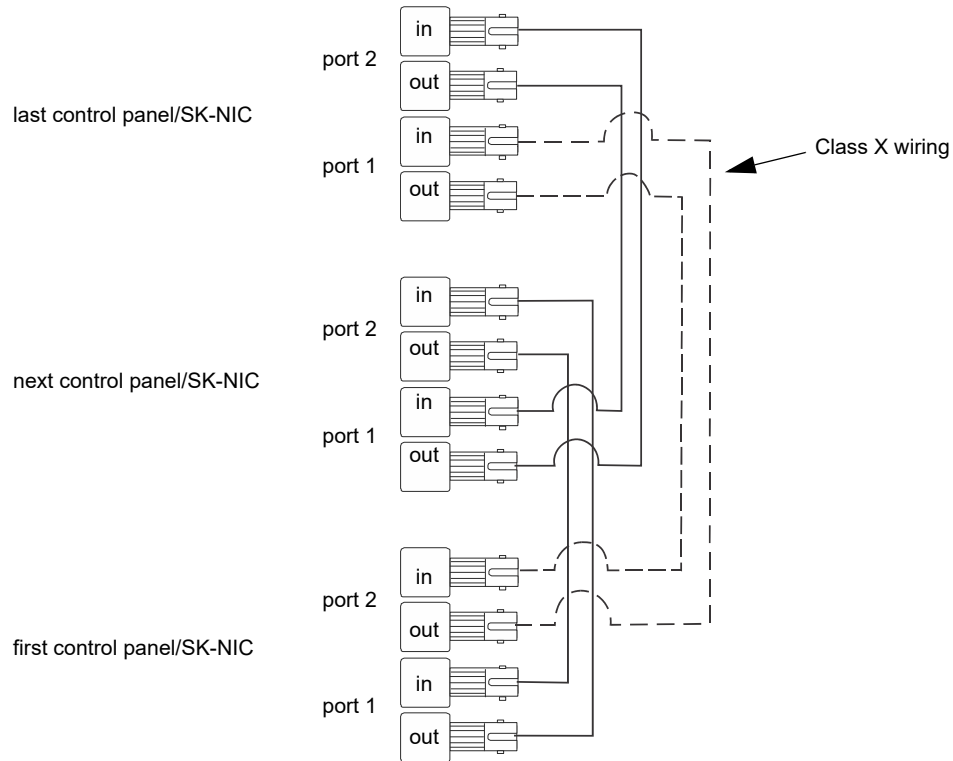 in
port 2
out
last control panel/SK-NIC
in
port 1
out
Class X wiring
in
port 2
out
next control panel/SK-NIC
in
port 1
out
in
port 2
out
first control panel/SK-NIC
in
port 1
out